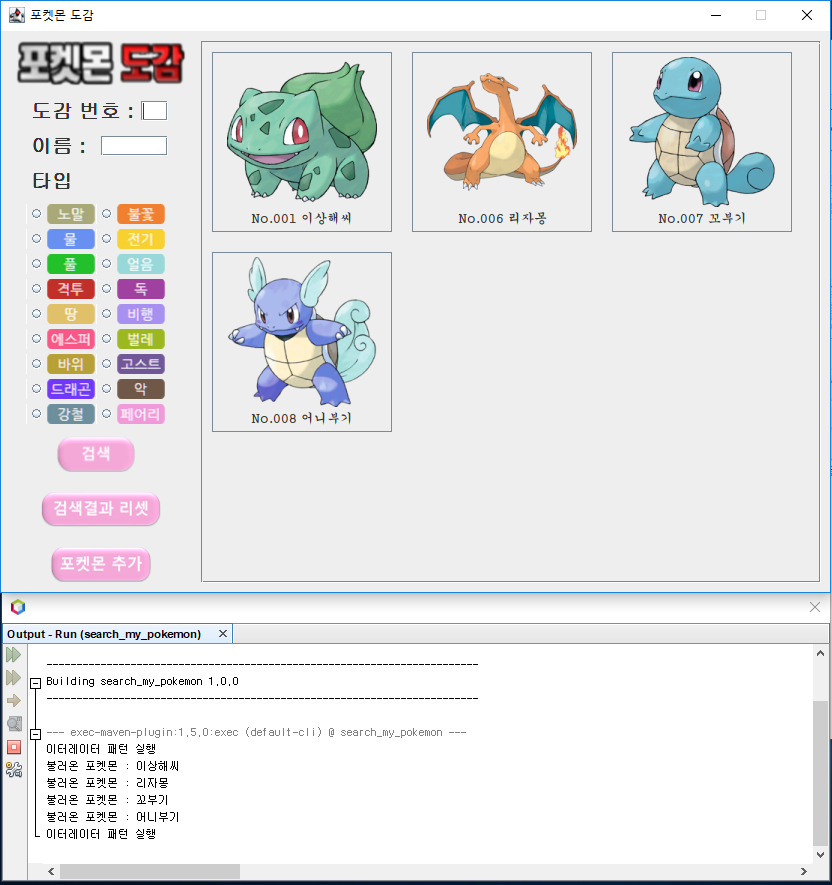 포켓몬 도감
포켓몬 도감
도감 번호 :
이름 :
타입
노말 불꽃
물 전기
풀 얼음
격투 독
땅 비행
에스퍼 벌레
바위 고스트
드래곤 악
강철 페어리
검색
검색결과 리셋
포켓몬 추가
No.001 이상해씨
No.006 리자몽
No.007 꼬부기
No.008 어니부기
Output - Run (search_my_pokemon)
------------------------------------------------------------------------
Building search_my_pokemon 1.0.0
------------------------------------------------------------------------
--- exec-maven-plugin:1.5.0:exec (default-cli) @ search_my_pokemon ---
이터레이터 패턴 실행
불러온 포켓몬 : 이상해씨
불러온 포켓몬 : 리자몽
불러온 포켓몬 : 꼬부기
불러온 포켓몬 : 어니부기
이터레이터 패턴 실행